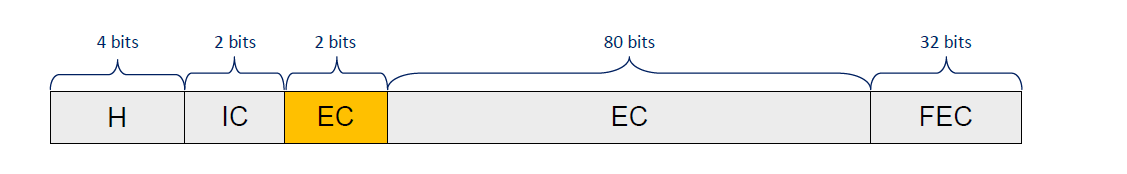 4 bits 2 bits 2 bits 80 bits 32 bits
H IC EC EC FEC